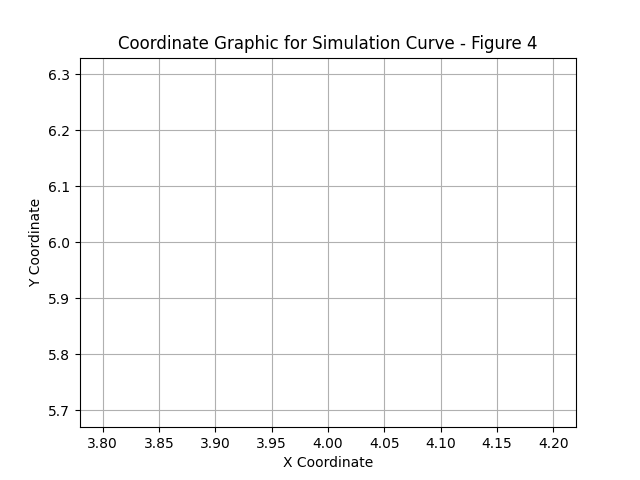 Coordinate Graphic for Simulation Curve - Figure 4
6.3
6.2
6.1
6.0
5.9
5.8
5.7
Y Coordinate
3.80 3.85 3.90 3.95 4.00 4.05 4.10 4.15 4.20
X Coordinate